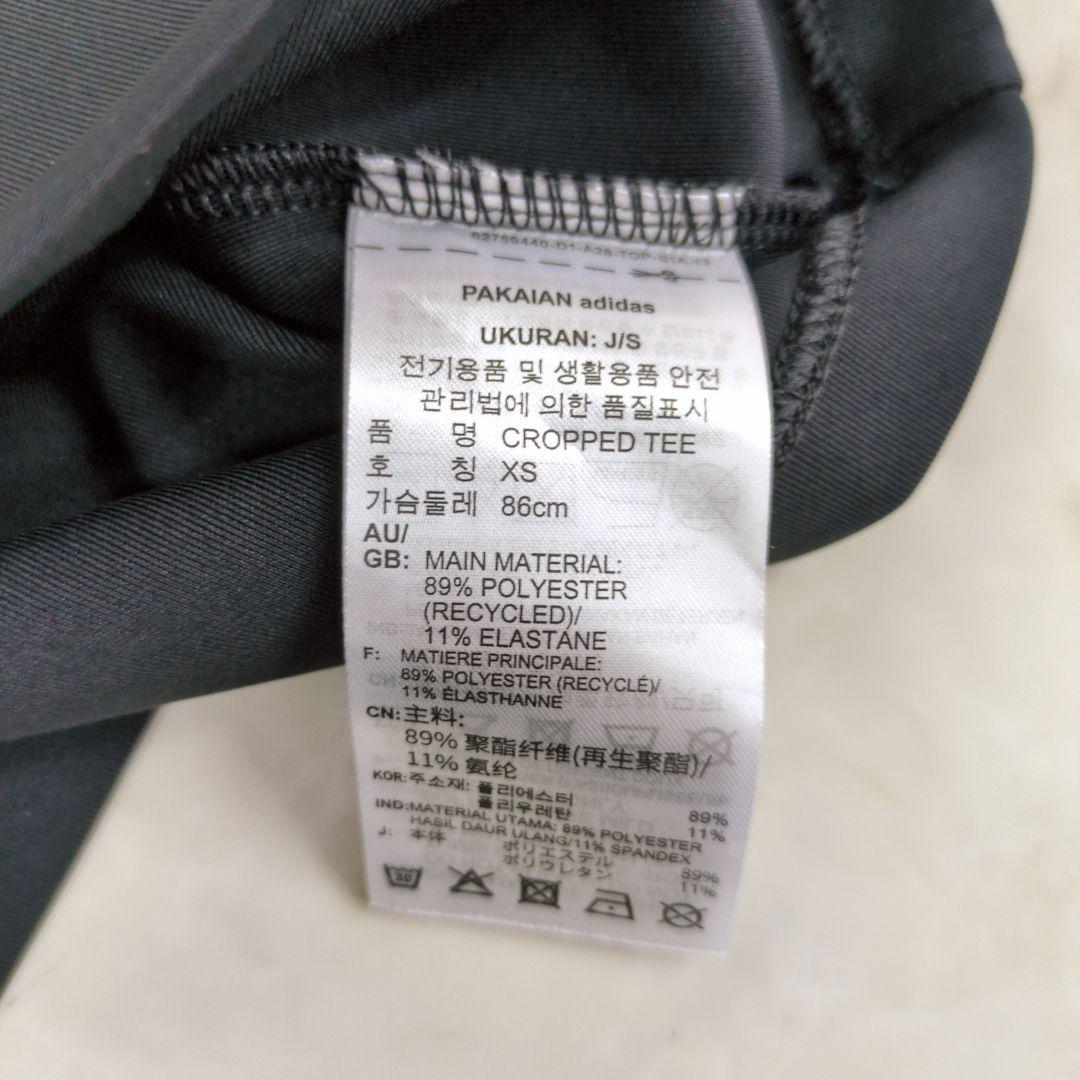 PAKAIAN adidas
UKURAN: J/S
전기용품 및 생활용품 안전
관리법에 의한 품질표시
품 명 CROPPED TEE
호 칭 XS
가슴둘레 86cm
AU/
GB: MAIN MATERIAL:
89% POLYESTER
(RECYCLED)/
11% ELASTANE
F: MATIERE PRINCIPALE:
89% POLYESTER (RECYCLÉ)/
11% ÉLASTHANNE
CN: 主料:
89% 聚酯纤维(再生聚酯)/
11% 氨纶
KOR: 주소재: 폴리에스터 89%
폴리우레탄 11%
IND: MATERIAL UTAMA: 89% POLYESTER
HASIL DAUR ULANG/11% SPANDEX
J: 本体 ポリエステル 89%
ポリウレタン 11%
30